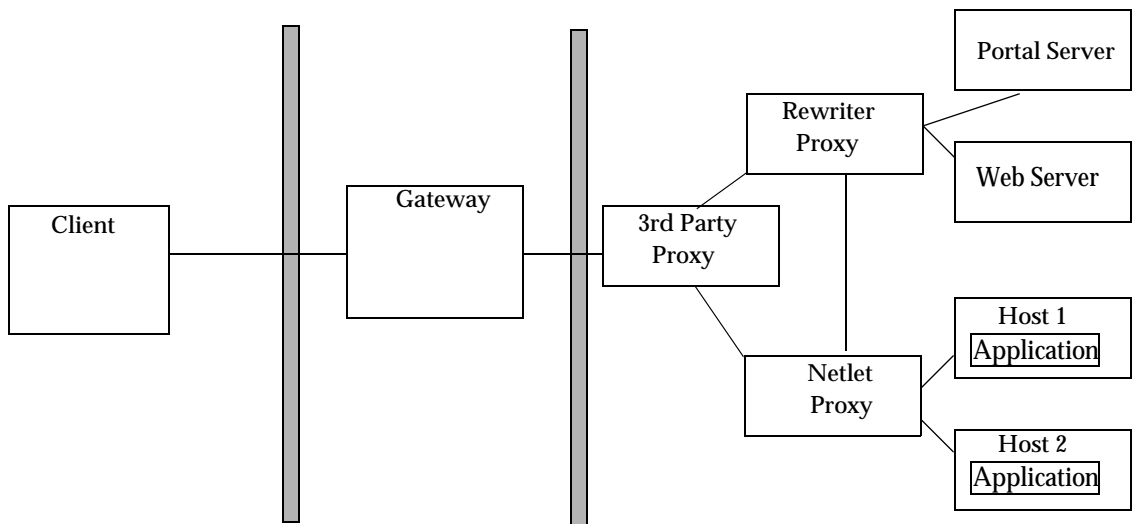 Client
Gateway
3rd Party
Proxy
Rewriter
Proxy
Portal Server
Web Server
Netlet
Proxy
Host 1
Application
Host 2
Application